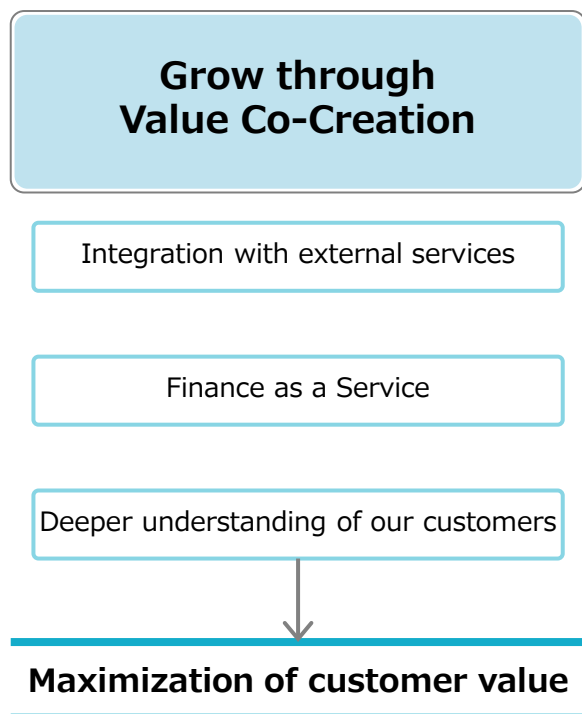 Grow through
Value Co-Creation
Integration with external services
Finance as a Service
Deeper understanding of our customers
Maximization of customer value